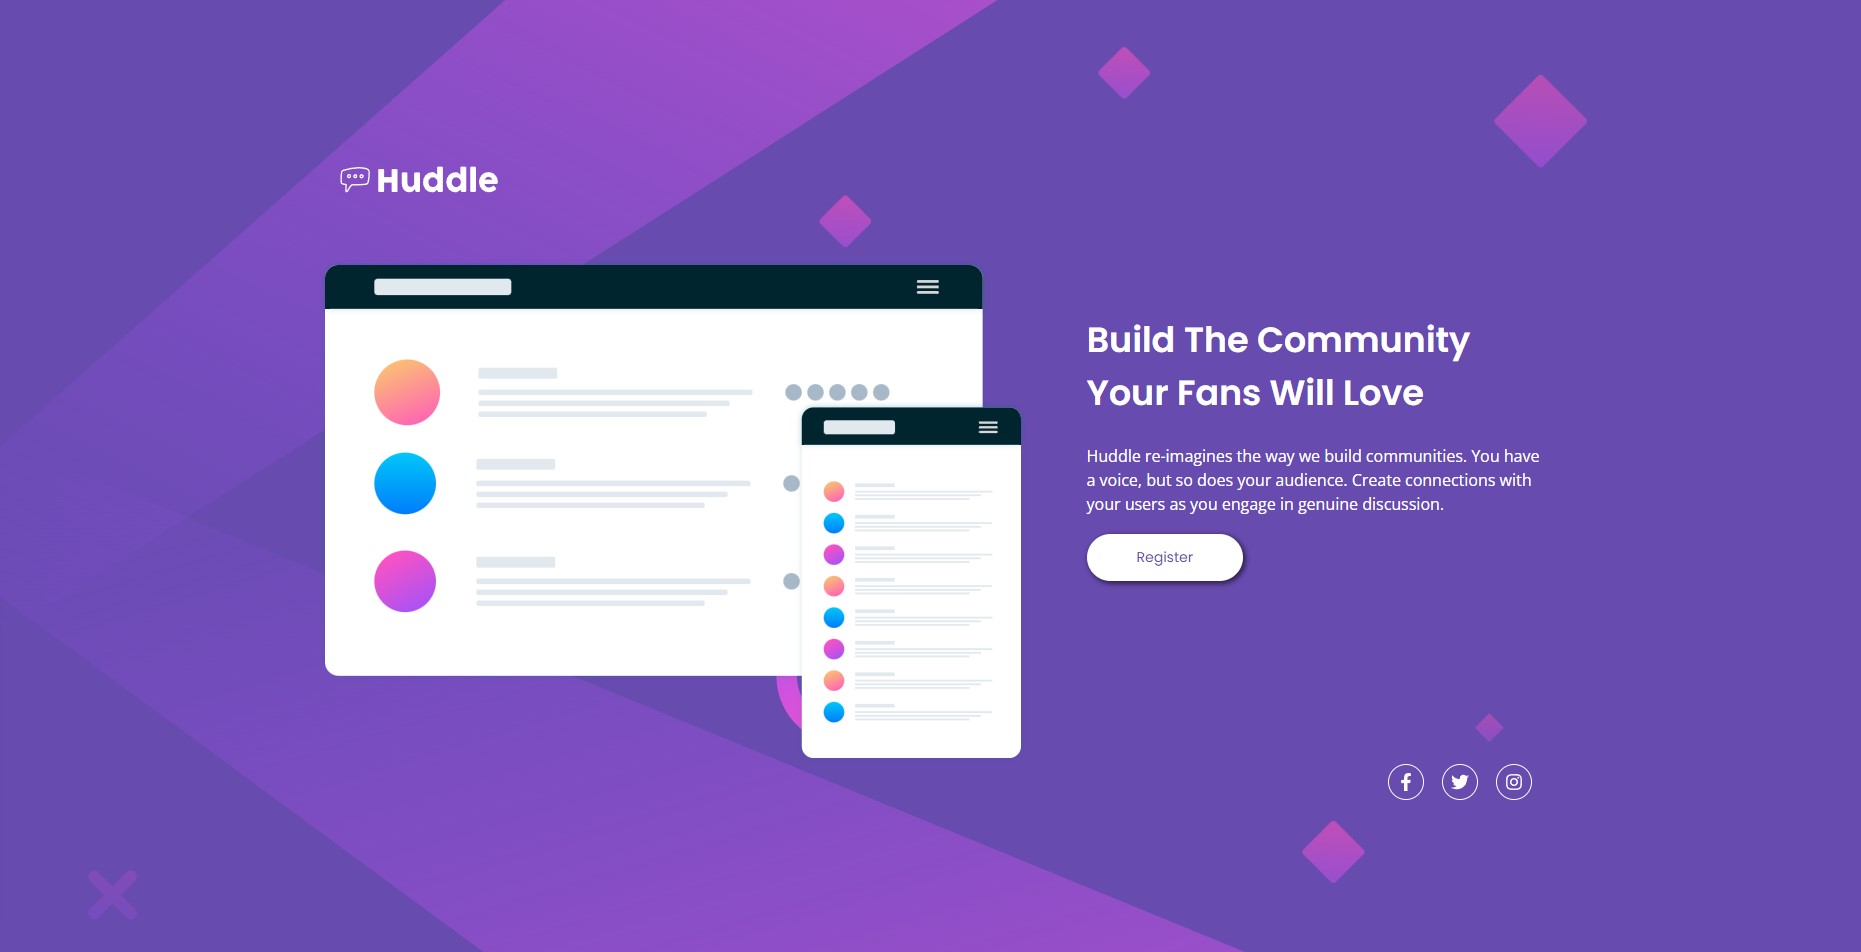 Huddle
Build The Community
Your Fans Will Love
Huddle re-imagines the way we build communities. You have
a voice, but so does your audience. Create connections with
your users as you engage in genuine discussion.
Register